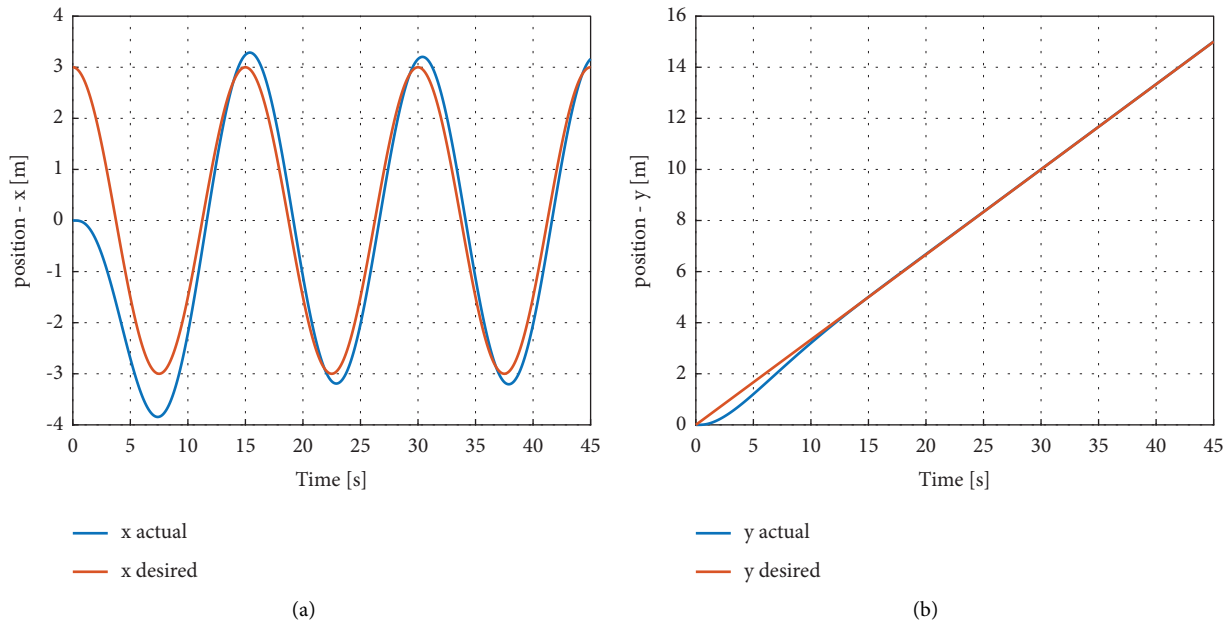 4
3
2
1
0
-1
-2
-3
-4
position - x [m]
0 5 10 15 20 25 30 35 40 45
Time [s]
x actual
x desired
(a)
16
14
12
10
8
6
4
2
0
position - y [m]
0 5 10 15 20 25 30 35 40 45
Time [s]
y actual
y desired
(b)